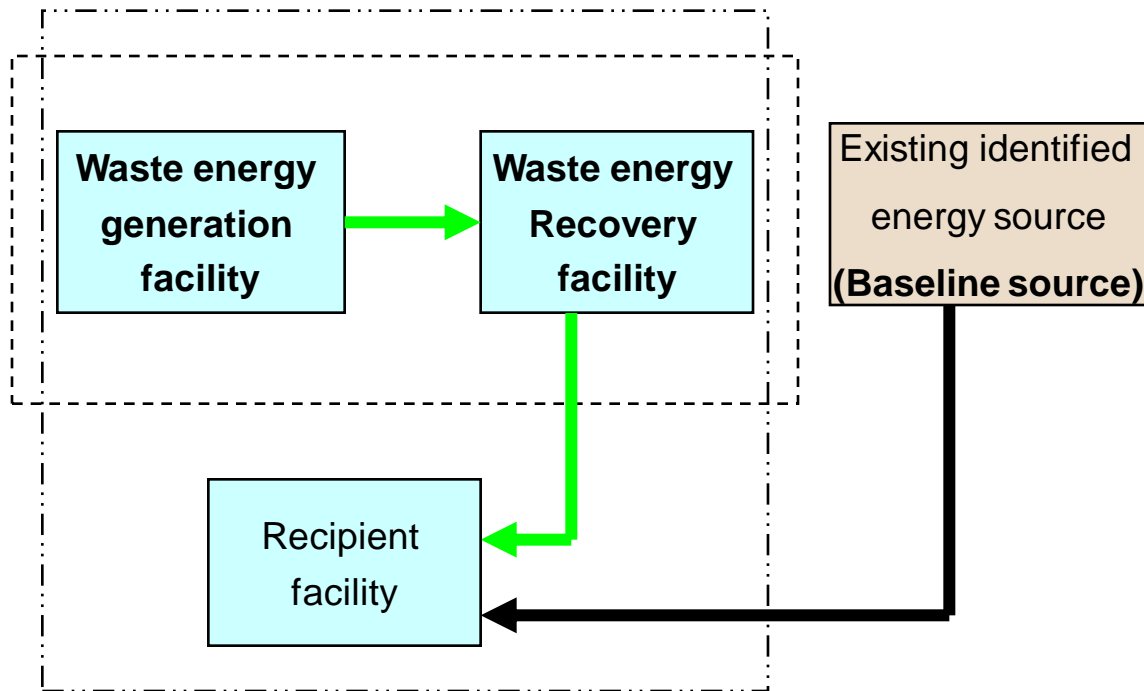 Waste energy
generation
facility
Waste energy
Recovery
facility
Existing identified
energy source
(Baseline source)
Recipient
facility